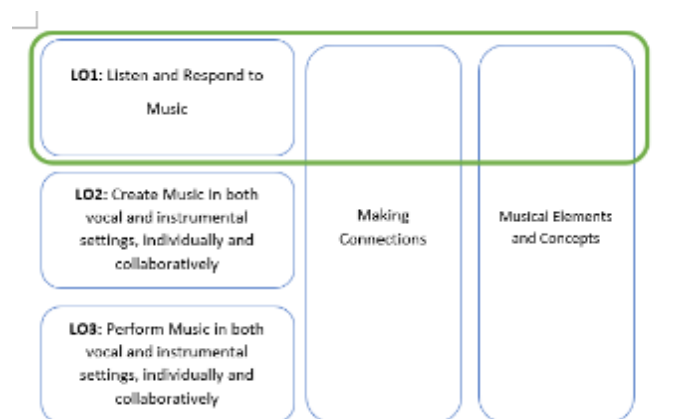 LO1: Listen and Respond to
Music
LO2: Create Music in both
vocal and instrumental
settings, individually and
collaboratively
LO3: Perform Music in both
vocal and instrumental
settings, individually and
collaboratively
Making
Connections
Musical Elements
and Concepts